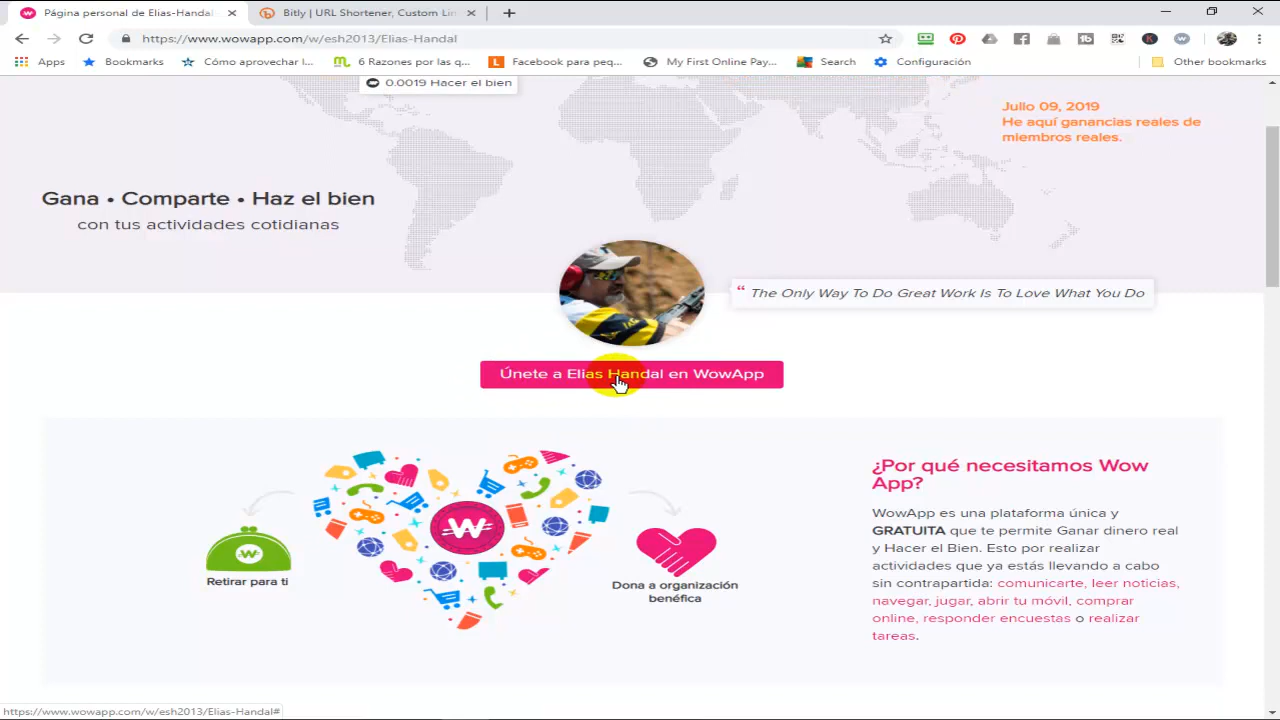 Página personal de Elias-Handal
Bitly | URL Shortener, Custom Lin
https://www.wowapp.com/w/esh2013/Elias-Handal
Apps
Bookmarks
Cómo aprovechar l...
6 Razones por las q...
Facebook para peq...
My First Online Pay...
Search
Configuración
Other bookmarks
0.0019 Hacer el bien
Julio 09, 2019
He aquí ganancias reales de
miembros reales.
Gana • Comparte • Haz el bien
con tus actividades cotidianas
“ The Only Way To Do Great Work Is To Love What You Do
Únete a Elias Handal en WowApp
¿Por qué necesitamos Wow
App?
WowApp es una plataforma única y
GRATUITA que te permite Ganar dinero real
y Hacer el Bien. Esto por realizar
actividades que ya estás llevando a cabo
sin contrapartida: comunicarte, leer noticias,
navegar, jugar, abrir tu móvil, comprar
online, responder encuestas o realizar
tareas.
Retirar para ti
Dona a organización
benéfica
https://www.wowapp.com/w/esh2013/Elias-Handal#